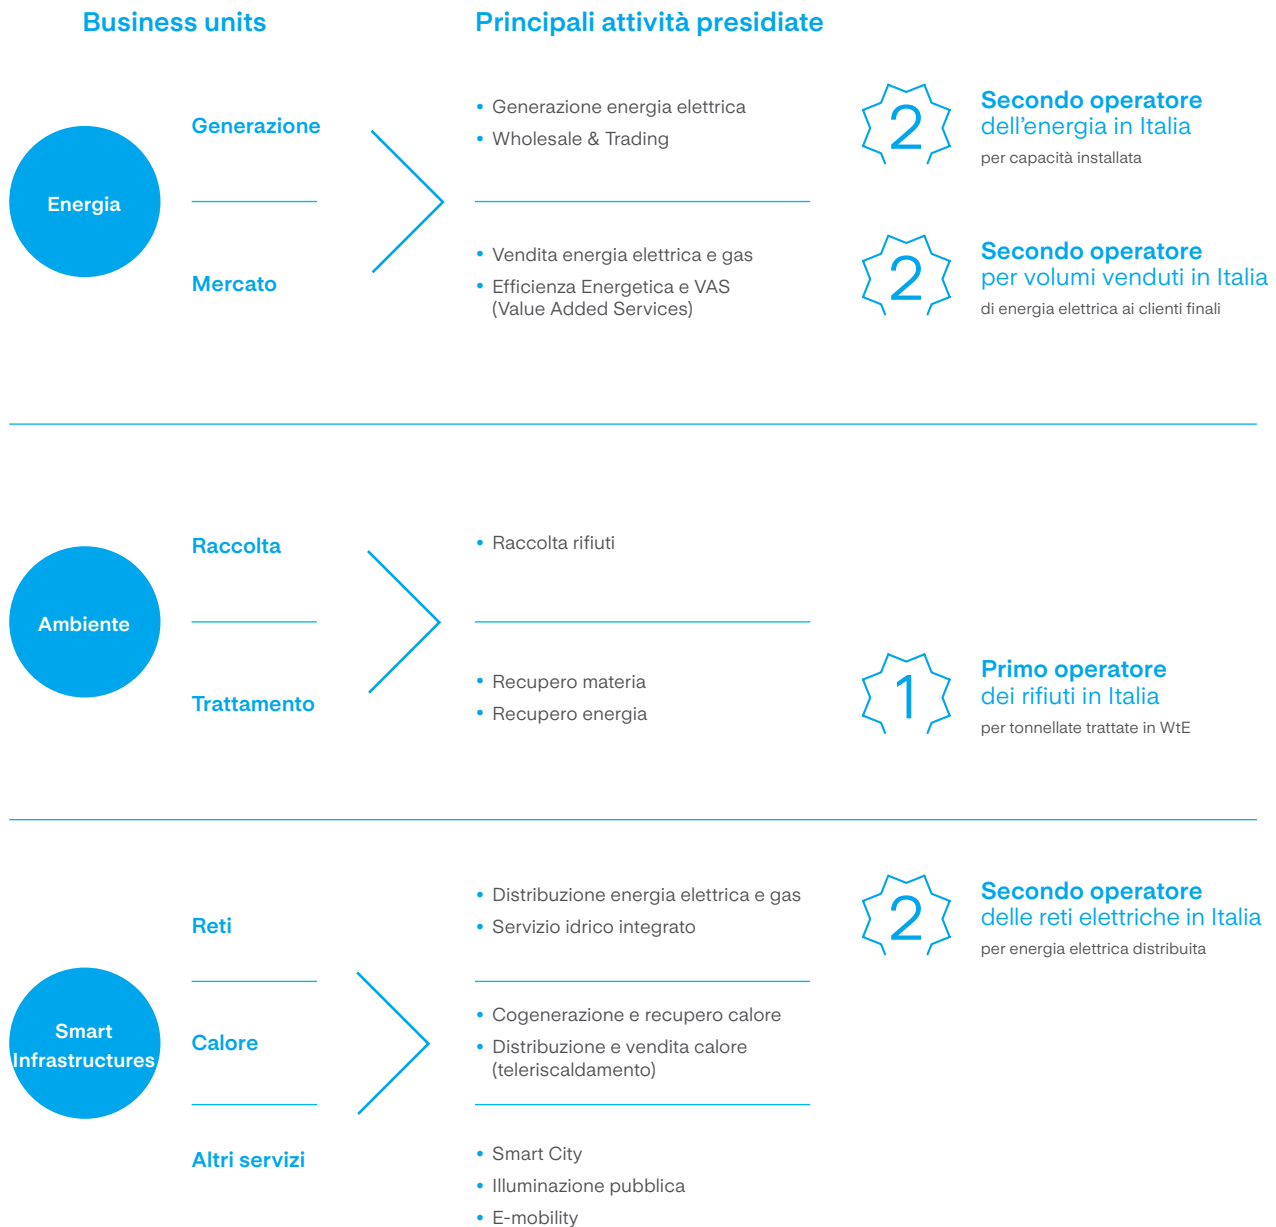 Business units
Principali attività presidiate
Energia
Generazione
• Generazione energia elettrica
• Wholesale & Trading
2
Secondo operatore
dell'energia in Italia
per capacità installata
Mercato
• Vendita energia elettrica e gas
• Efficienza Energetica e VAS
(Value Added Services)
2
Secondo operatore
per volumi venduti in Italia
di energia elettrica ai clienti finali
Ambiente
Raccolta
• Raccolta rifiuti
Trattamento
• Recupero materia
• Recupero energia
1
Primo operatore
dei rifiuti in Italia
per tonnellate trattate in WtE
Smart
Infrastructures
Reti
• Distribuzione energia elettrica e gas
• Servizio idrico integrato
2
Secondo operatore
delle reti elettriche in Italia
per energia elettrica distribuita
Calore
• Cogenerazione e recupero calore
• Distribuzione e vendita calore
(teleriscaldamento)
Altri servizi
• Smart City
• Illuminazione pubblica
• E-mobility